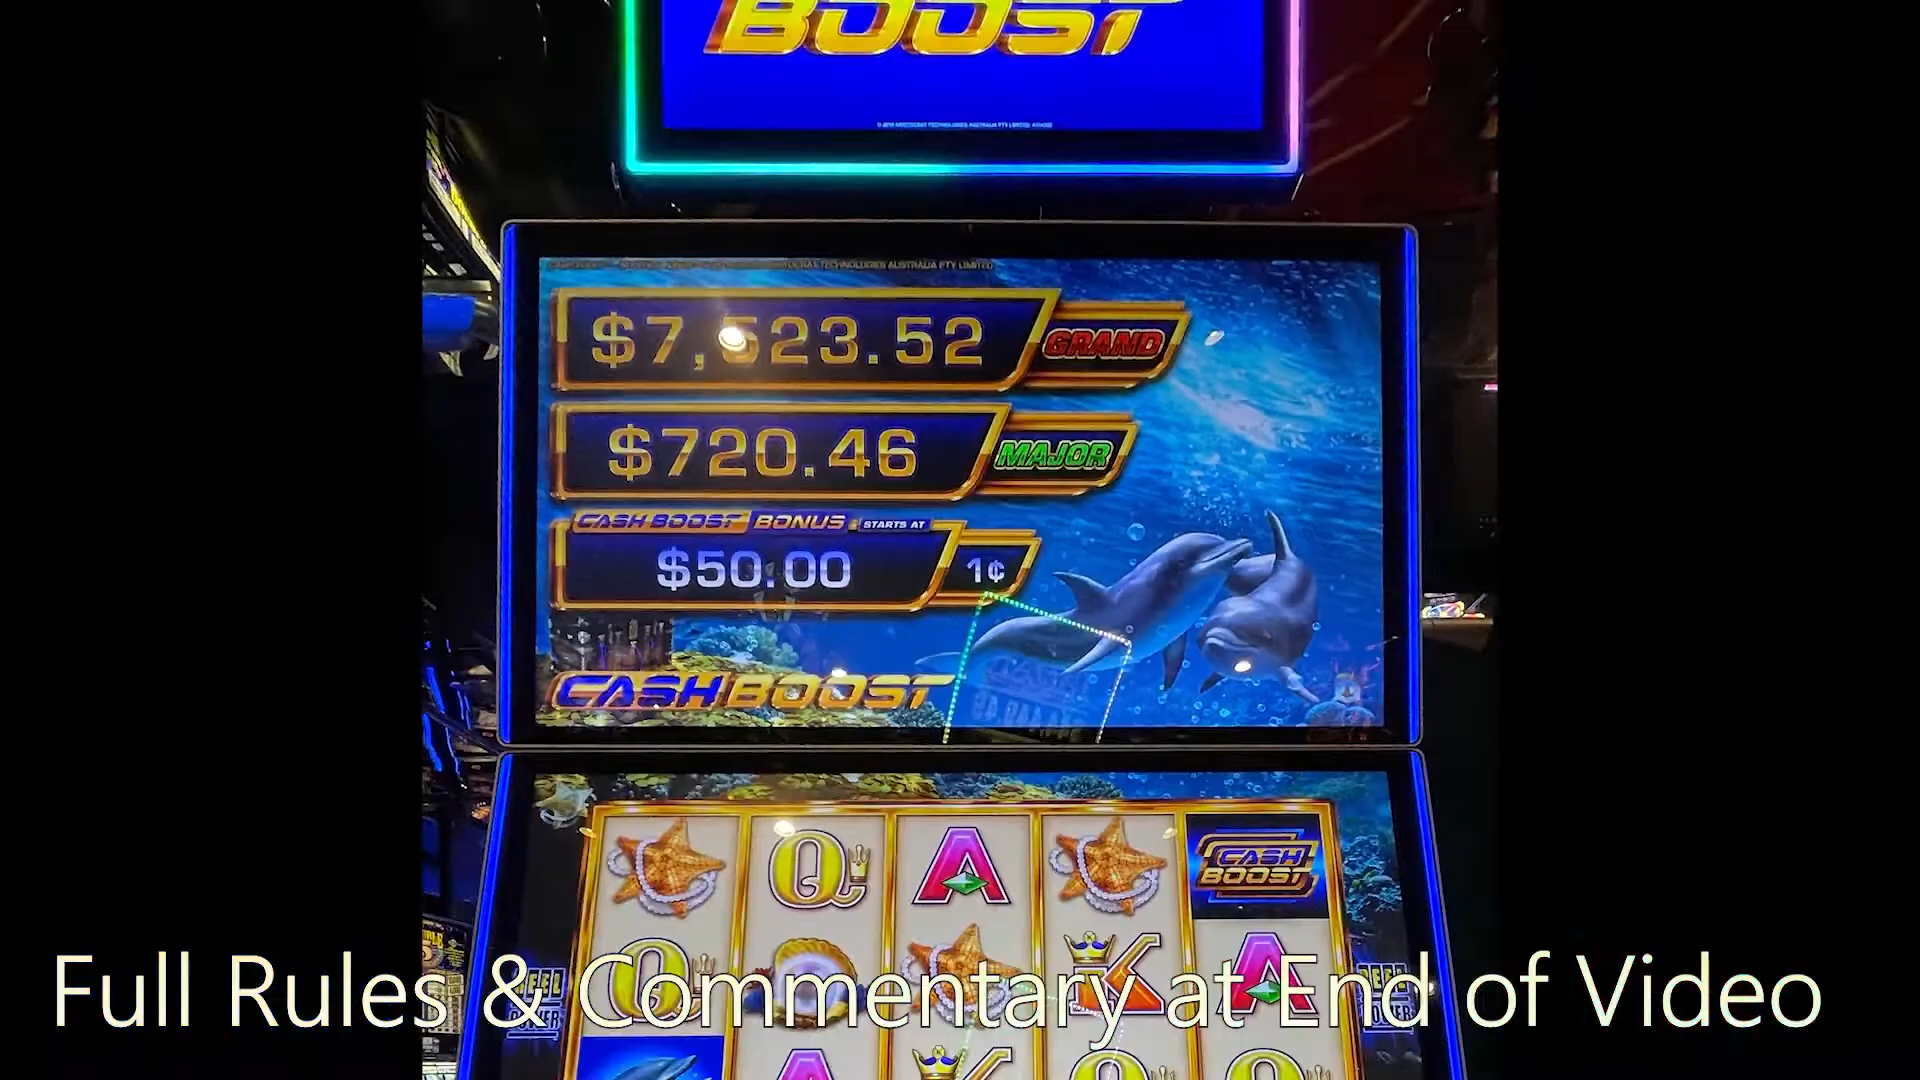 BOOST
$7,523.52 GRAND
$720.46 MAJOR
CASH BOOST BONUS STARTS AT
$50.00 1¢
CASH BOOST
Q A CASH
BOOST
Q K A
Full Rules & Commentary at End of Video
A K Q Q